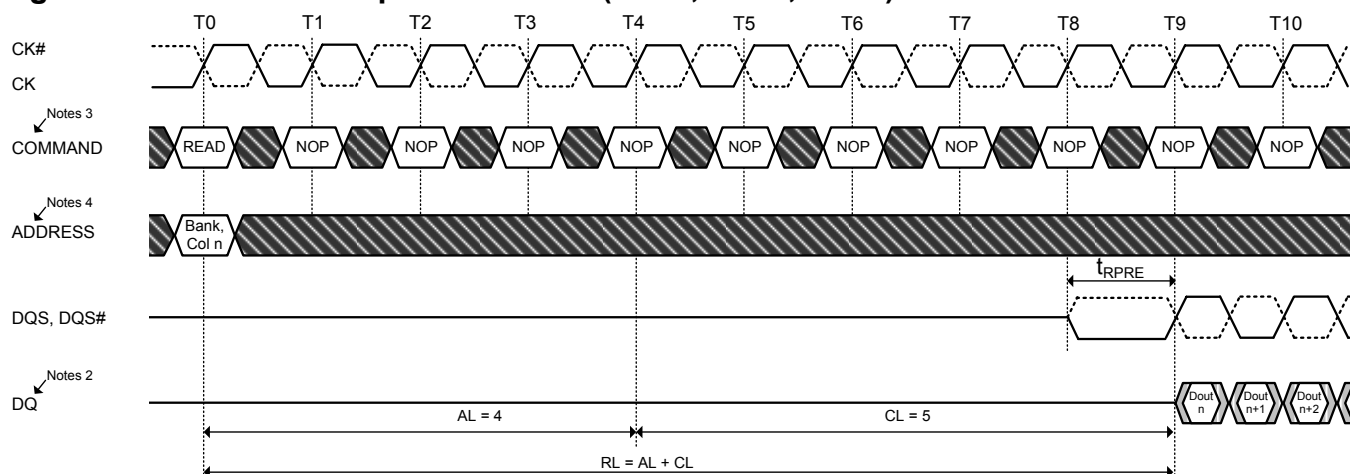 T0 T1 T2 T3 T4 T5 T6 T7 T8 T9 T10
CK#
CK
Notes 3
COMMAND READ NOP NOP NOP NOP NOP NOP NOP NOP NOP NOP
Notes 4
ADDRESS
Bank,
Col n
tRPRE
DQS, DQS#
Notes 2
DQ
Dout
n
Dout
n+1
Dout
n+2
AL = 4 CL = 5
RL = AL + CL